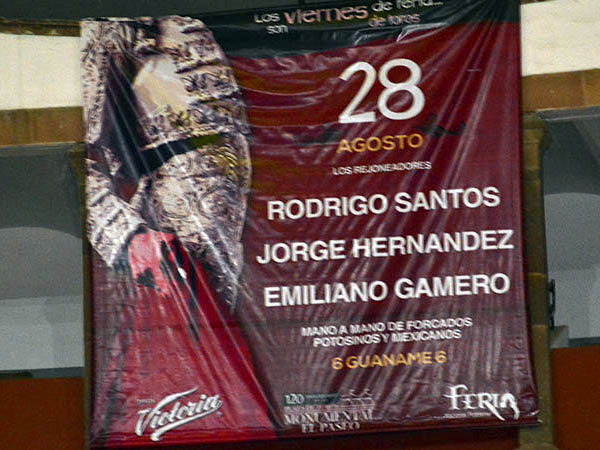 Los viernes de feria...
son de toros
28
AGOSTO
LOS REJONEADORES
RODRIGO SANTOS
JORGE HERNANDEZ
EMILIANO GAMERO
MANO A MANO DE FORCADOS
POTOSINOS Y MEXICANOS
6 GUANAME 6
Victoria
120
MONUMENTAL
EL PASEO
FERIA